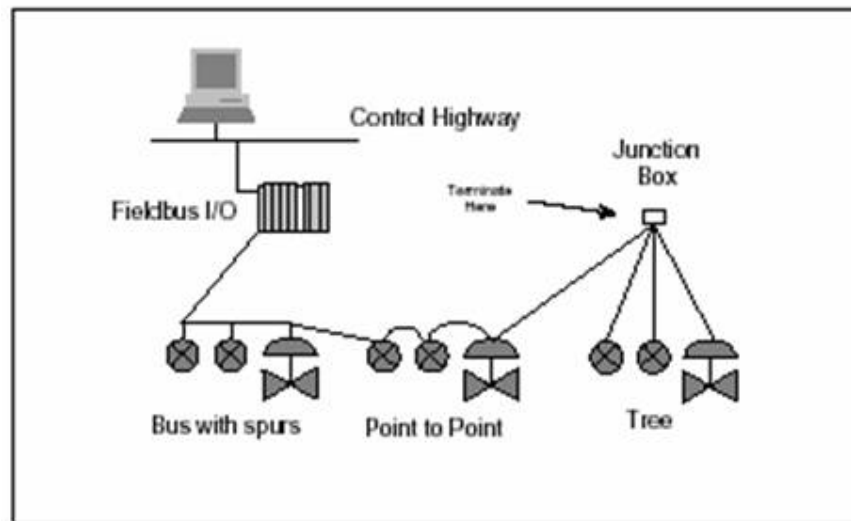 Control Highway
Junction
Box
Terminate
Here
Fieldbus I/O
Bus with spurs
Point to Point
Tree